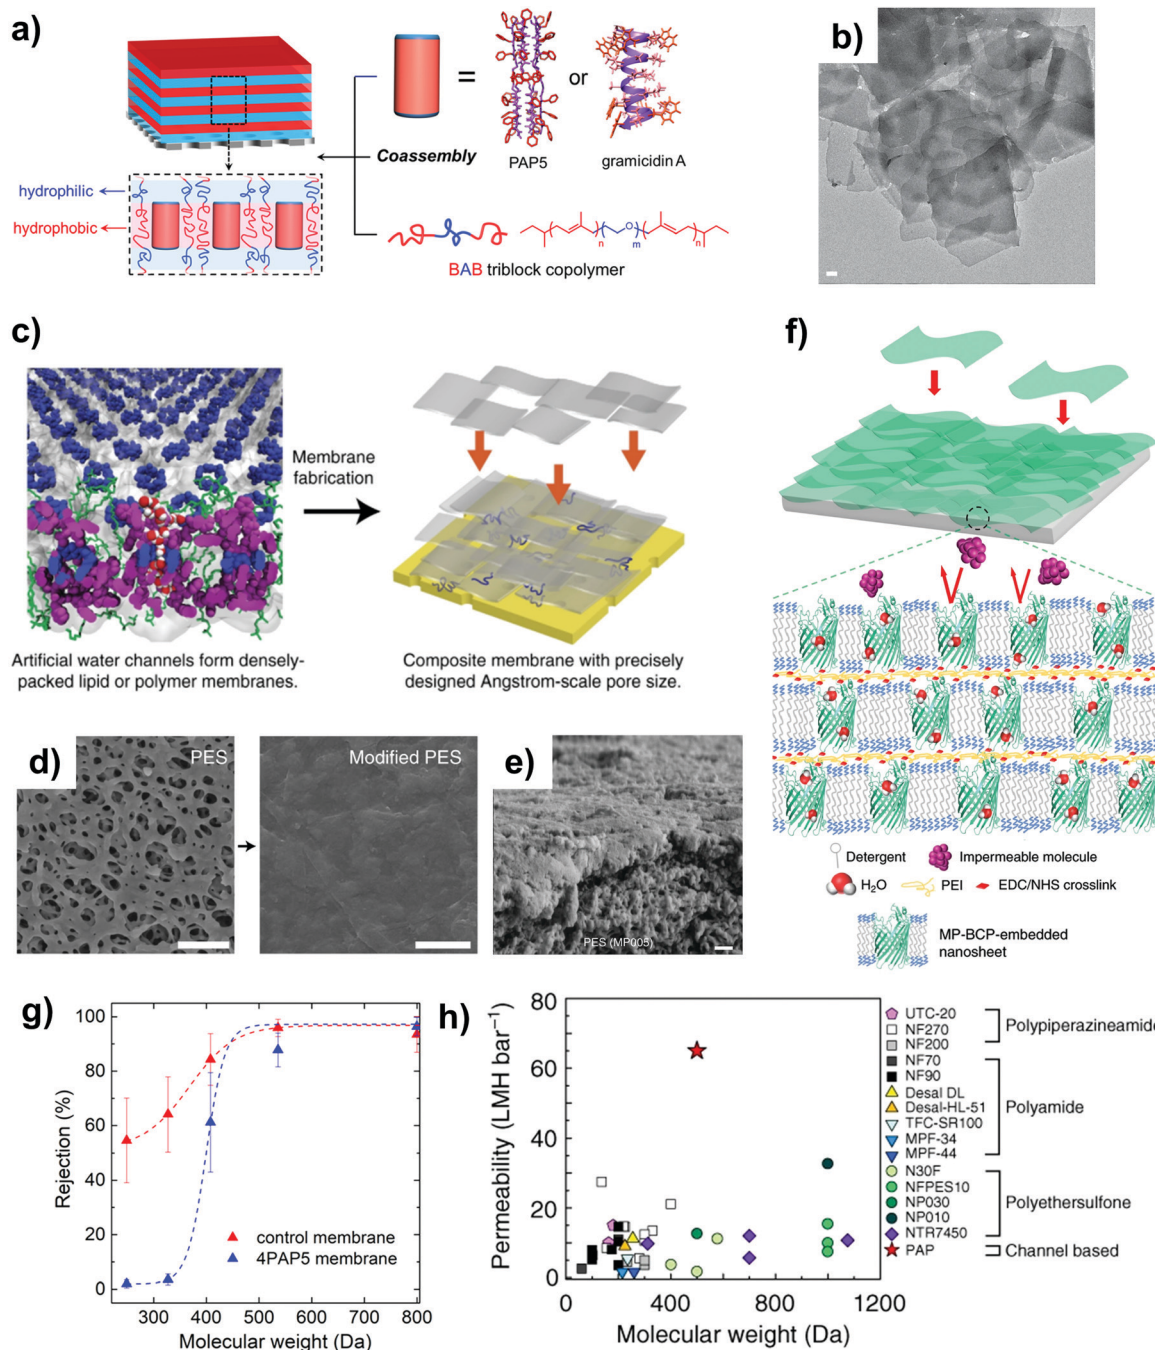 a)
=
or
PAP5
gramicidin A
Coassembly
hydrophilic
hydrophobic
n
O
m
n
BAB triblock copolymer
b)
c)
Membrane
fabrication
Artificial water channels form densely-
packed lipid or polymer membranes.
Composite membrane with precisely
designed Angstrom-scale pore size.
d)
PES
Modified PES
e)
PES (MP005)
f)
Detergent
Impermeable molecule
H₂O
PEI
EDC/NHS crosslink
MP-BCP-embedded
nanosheet
g)
Rejection (%)
100
80
60
40
20
0
control membrane
4PAP5 membrane
300 400 500 600 700 800
Molecular weight (Da)
h)
Permeability (LMH bar⁻¹)
80
60
40
20
0
0 400 800 1200
Molecular weight (Da)
UTC-20
NF270
NF200
NF70
NF90
Desal DL
Desal-HL-51
TFC-SR100
MPF-34
MPF-44
N30F
NFPES10
NP030
NP010
NTR7450
PAP
Polypiperazineamide
Polyamide
Polyethersulfone
Channel based